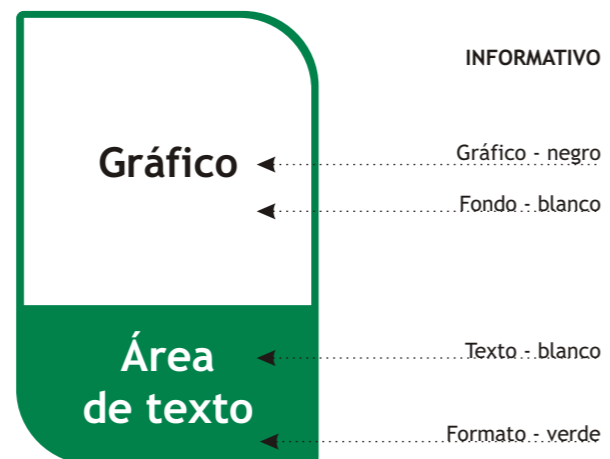 INFORMATIVO
Gráfico
Gráfico - negro
Fondo - blanco
Área
de texto
Texto - blanco
Formato - verde